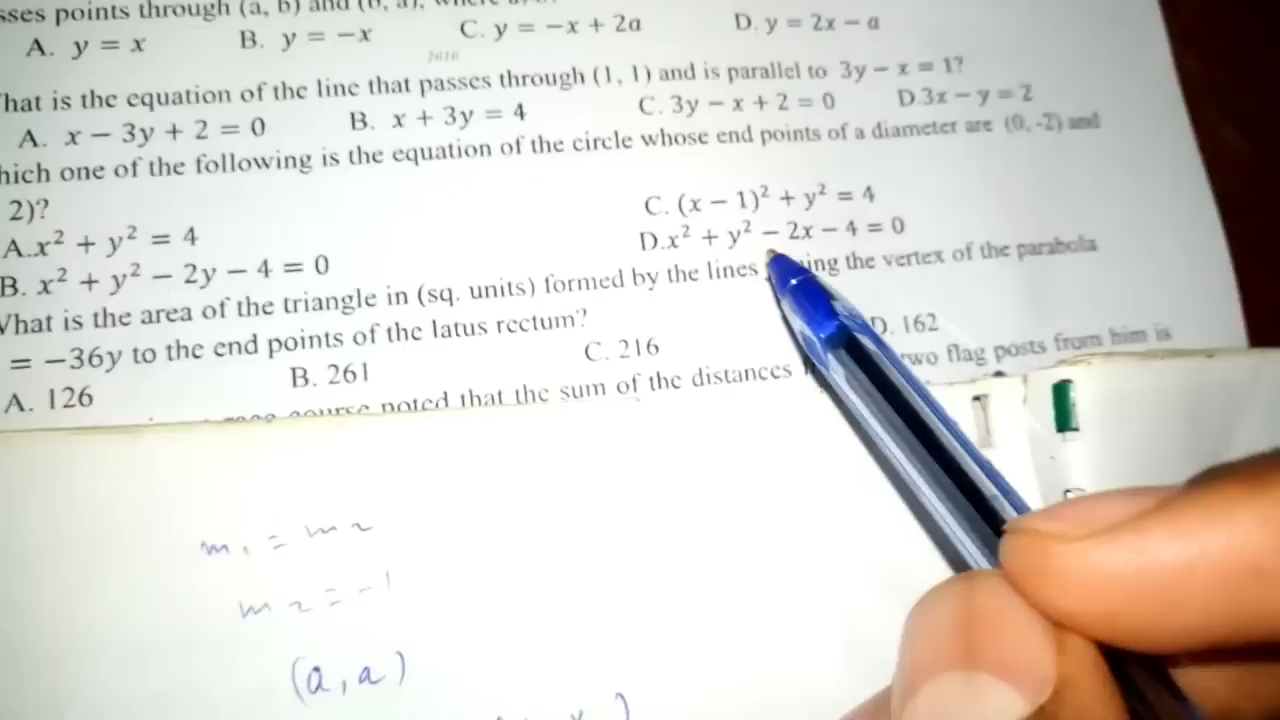 points through (a, b) and (b, a), where
A. y = x B. y = −x C. y = −x + 2a D. y = 2x − a
2010
hat is the equation of the line that passes through (1, 1) and is parallel to 3y − x = 1?
A. x − 3y + 2 = 0 B. x + 3y = 4 C. 3y − x + 2 = 0 D 3x − y = 2
hich one of the following is the equation of the circle whose end points of a diameter are (0, -2) and
2)?
A.x² + y² = 4 C. (x − 1)² + y² = 4
B. x² + y² − 2y − 4 = 0 D.x² + y² − 2x − 4 = 0
What is the area of the triangle in (sq. units) formed by the lines the vertex of the parabola
= −36y to the end points of the latus rectum?
A. 126 B. 261 C. 216 D. 162
course noted that the sum of the distances two flag posts from him is
m₁ = m₂
m₂ = -1
(a, a)